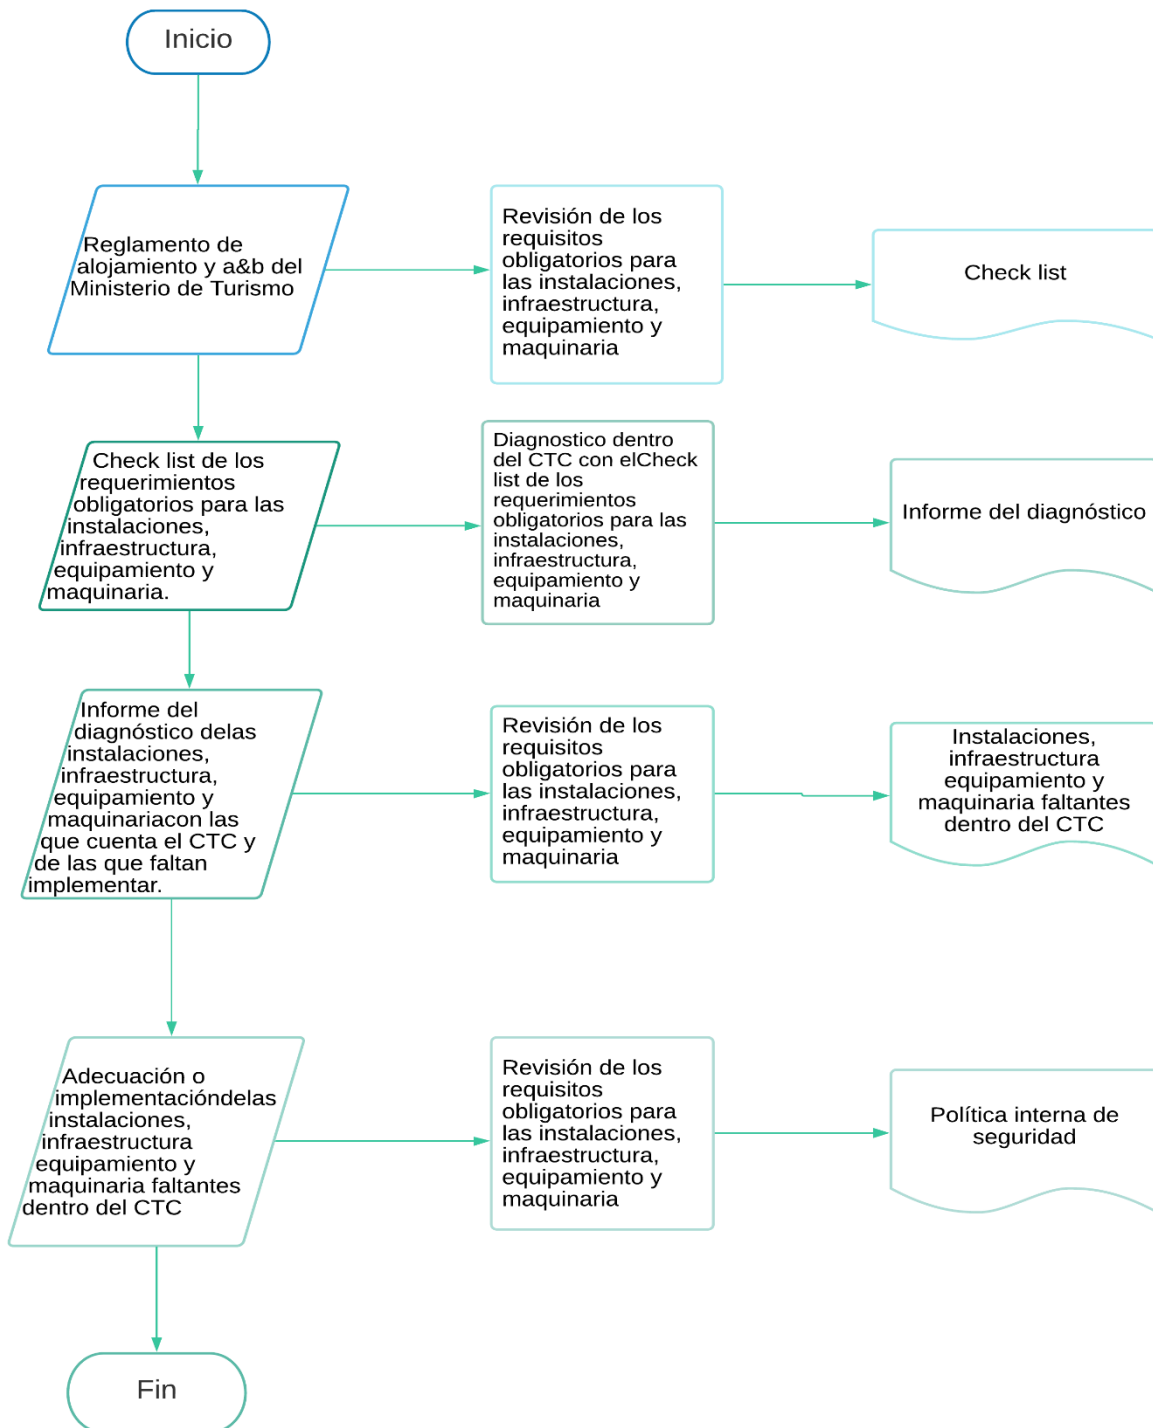 Inicio
Reglamento de
alojamiento y a&b del
Ministerio de Turismo
Revisión de los
requisitos
obligatorios para
las instalaciones,
infraestructura,
equipamiento y
maquinaria
Check list
Check list de los
requerimientos
obligatorios para las
instalaciones,
infraestructura,
equipamiento y
maquinaria.
Diagnostico dentro
del CTC con elCheck
list de los
requerimientos
obligatorios para las
instalaciones,
infraestructura,
equipamiento y
maquinaria
Informe del diagnóstico
Informe del
diagnóstico delas
instalaciones,
infraestructura,
equipamiento y
maquinariacon las
que cuenta el CTC y
de las que faltan
implementar.
Revisión de los
requisitos
obligatorios para
las instalaciones,
infraestructura,
equipamiento y
maquinaria
Instalaciones,
infraestructura
equipamiento y
maquinaria faltantes
dentro del CTC
Adecuación o
implementacióndelas
instalaciones,
infraestructura
equipamiento y
maquinaria faltantes
dentro del CTC
Revisión de los
requisitos
obligatorios para
las instalaciones,
infraestructura,
equipamiento y
maquinaria
Política interna de
seguridad
Fin